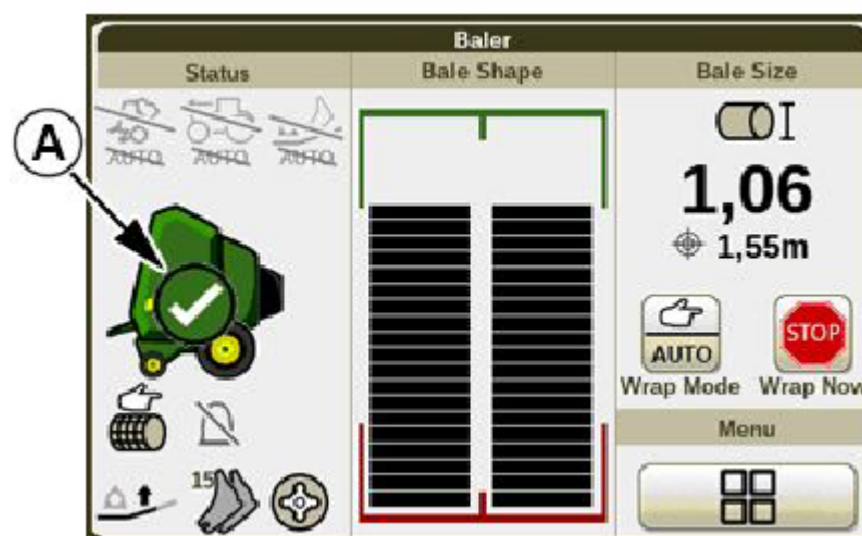 Baler
Status
Bale Shape
Bale Size
AUTO AUTO AUTO
A
1,06
1,55m
AUTO
STOP
Wrap Mode
Wrap Now
15
Menu